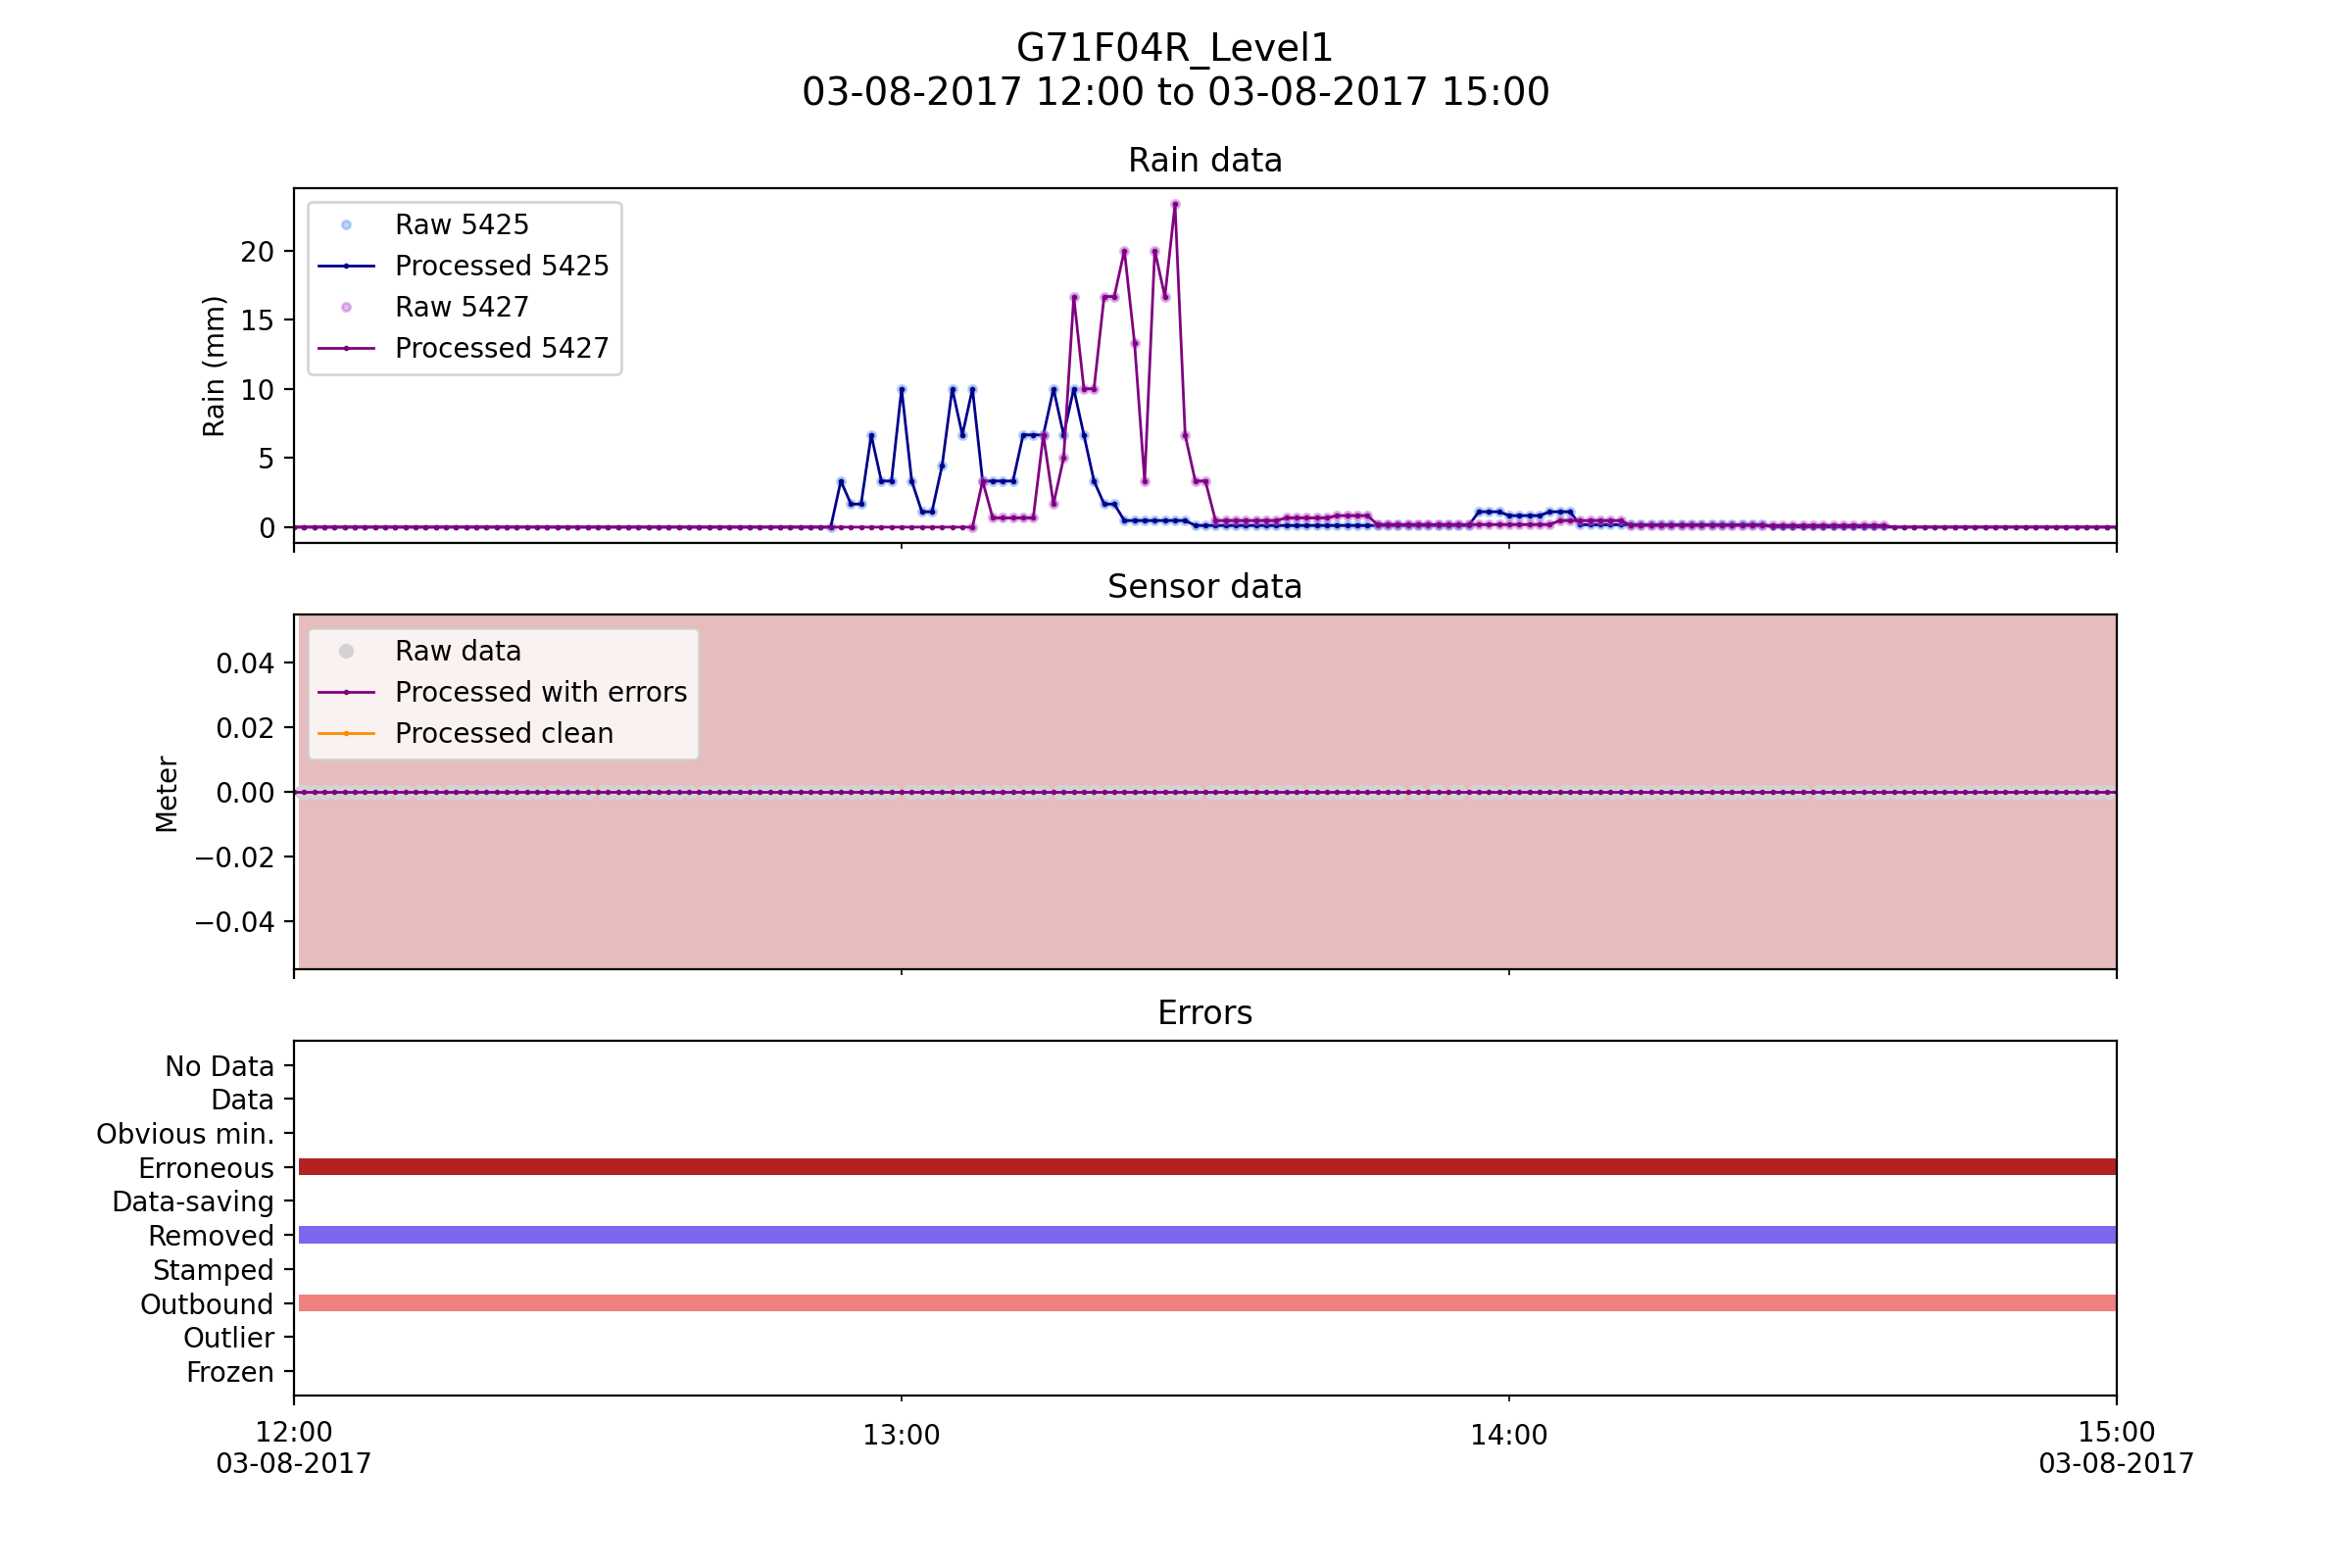 G71F04R_Level1
03-08-2017 12:00 to 03-08-2017 15:00
Rain data
Rain (mm)
20
15
10
5
0
Raw 5425
Processed 5425
Raw 5427
Processed 5427
Sensor data
Meter
0.04
0.02
0.00
−0.02
−0.04
Raw data
Processed with errors
Processed clean
Errors
No Data
Data
Obvious min.
Erroneous
Data-saving
Removed
Stamped
Outbound
Outlier
Frozen
12:00
03-08-2017
13:00
14:00
15:00
03-08-2017